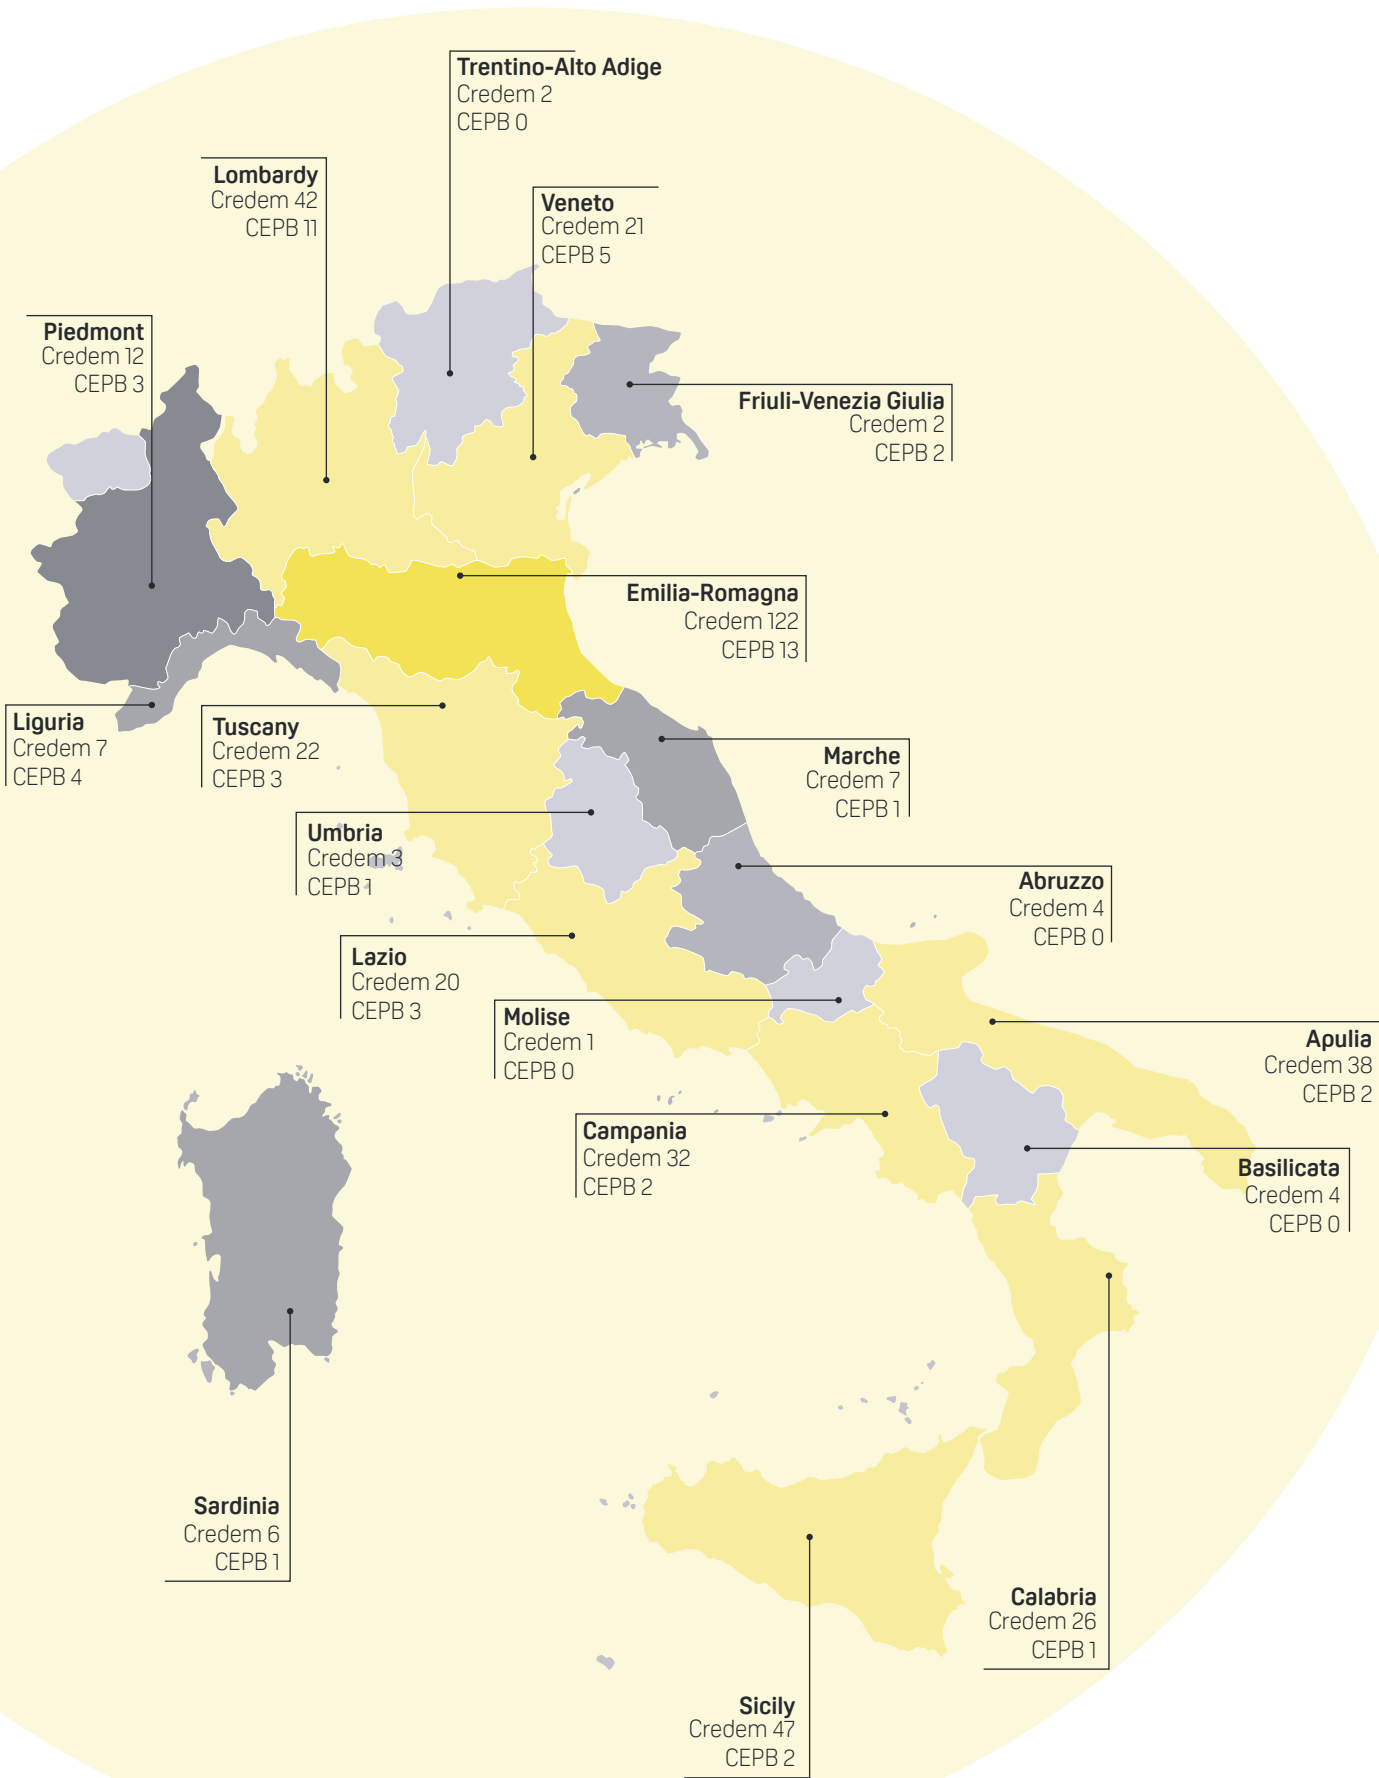 Trentino-Alto Adige
Credem 2
CEPB 0
Lombardy
Credem 42
CEPB 11
Veneto
Credem 21
CEPB 5
Piedmont
Credem 12
CEPB 3
Friuli-Venezia Giulia
Credem 2
CEPB 2
Emilia-Romagna
Credem 122
CEPB 13
Liguria
Credem 7
CEPB 4
Tuscany
Credem 22
CEPB 3
Marche
Credem 7
CEPB 1
Umbria
Credem 3
CEPB 1
Abruzzo
Credem 4
CEPB 0
Lazio
Credem 20
CEPB 3
Molise
Credem 1
CEPB 0
Apulia
Credem 38
CEPB 2
Campania
Credem 32
CEPB 2
Basilicata
Credem 4
CEPB 0
Sardinia
Credem 6
CEPB 1
Calabria
Credem 26
CEPB 1
Sicily
Credem 47
CEPB 2